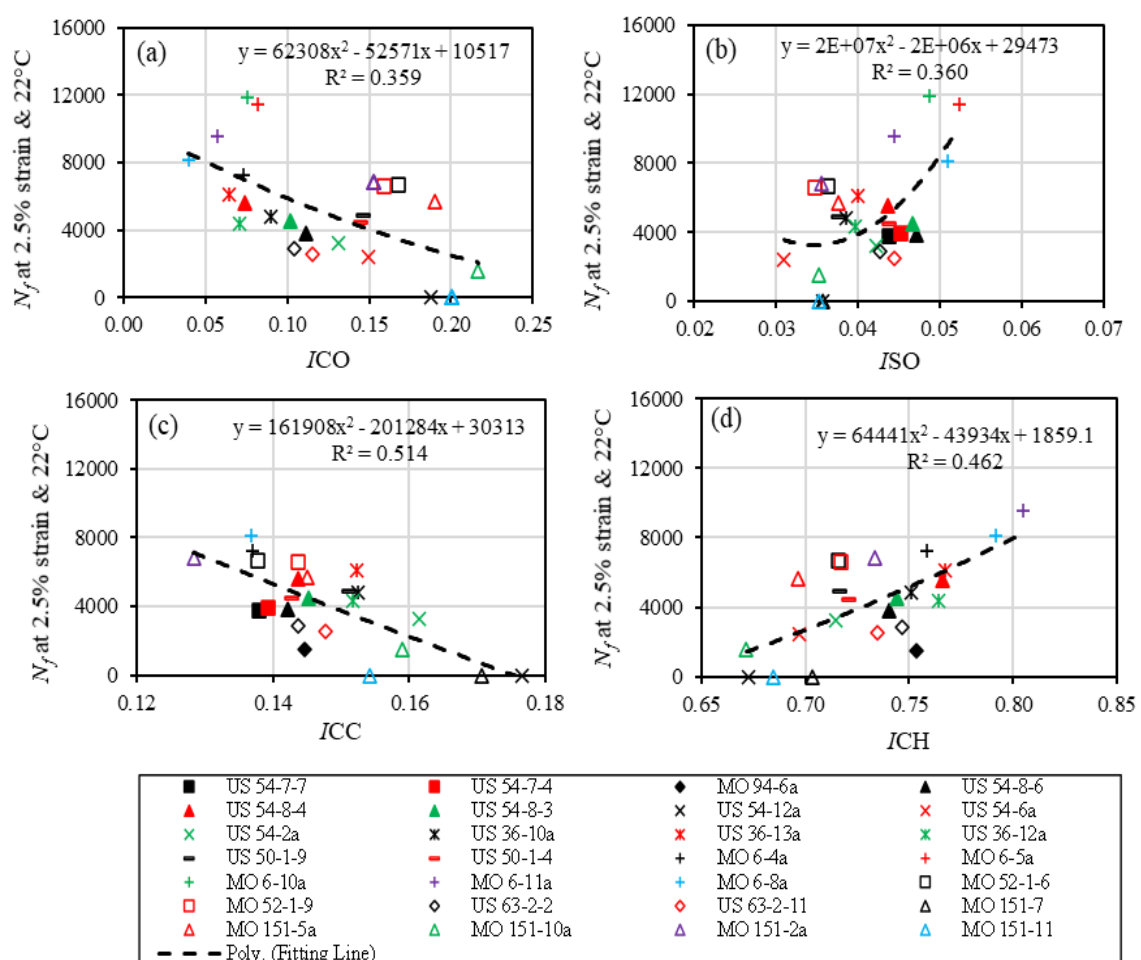 (a)
y = 62308x² - 52571x + 10517
R² = 0.359
Nf at 2.5% strain & 22°C
16000
12000
8000
4000
0
0.00 0.05 0.10 0.15 0.20 0.25
ICO
(b)
y = 2E+07x² - 2E+06x + 29473
R² = 0.360
Nf at 2.5% strain & 22°C
16000
12000
8000
4000
0
0.02 0.03 0.04 0.05 0.06 0.07
ISO
(c)
y = 161908x² - 201284x + 30313
R² = 0.514
Nf at 2.5% strain & 22°C
16000
12000
8000
4000
0
0.12 0.14 0.16 0.18
ICC
(d)
y = 64441x² - 43934x + 1859.1
R² = 0.462
Nf at 2.5% strain & 22°C
16000
12000
8000
4000
0
0.65 0.70 0.75 0.80 0.85
ICH
US 54-7-7 US 54-7-4 MO 94-6a US 54-8-6
US 54-8-4 US 54-8-3 US 54-12a US 54-6a
US 54-2a US 36-10a US 36-13a US 36-12a
US 50-1-9 US 50-1-4 MO 6-4a MO 6-5a
MO 6-10a MO 6-11a MO 6-8a MO 52-1-6
MO 52-1-9 US 63-2-2 US 63-2-11 MO 151-7
MO 151-5a MO 151-10a MO 151-2a MO 151-11
Poly. (Fitting Line)